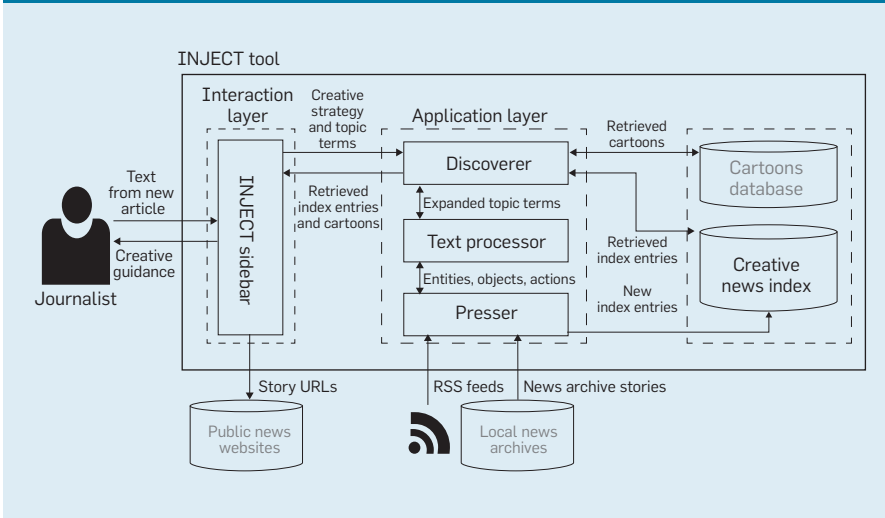 INJECT tool
Interaction
layer
Creative
strategy
and topic
terms
Application layer
Retrieved
cartoons
Discoverer
Cartoons
database
Text
from new
article
INJECT sidebar
Retrieved
index entries
and cartoons
Expanded topic terms
Text processor
Retrieved
index entries
Creative
news index
Creative
guidance
Journalist
Entities, objects, actions
New
index entries
Presser
Story URLs
RSS feeds
News archive stories
Public news
websites
Local news
archives